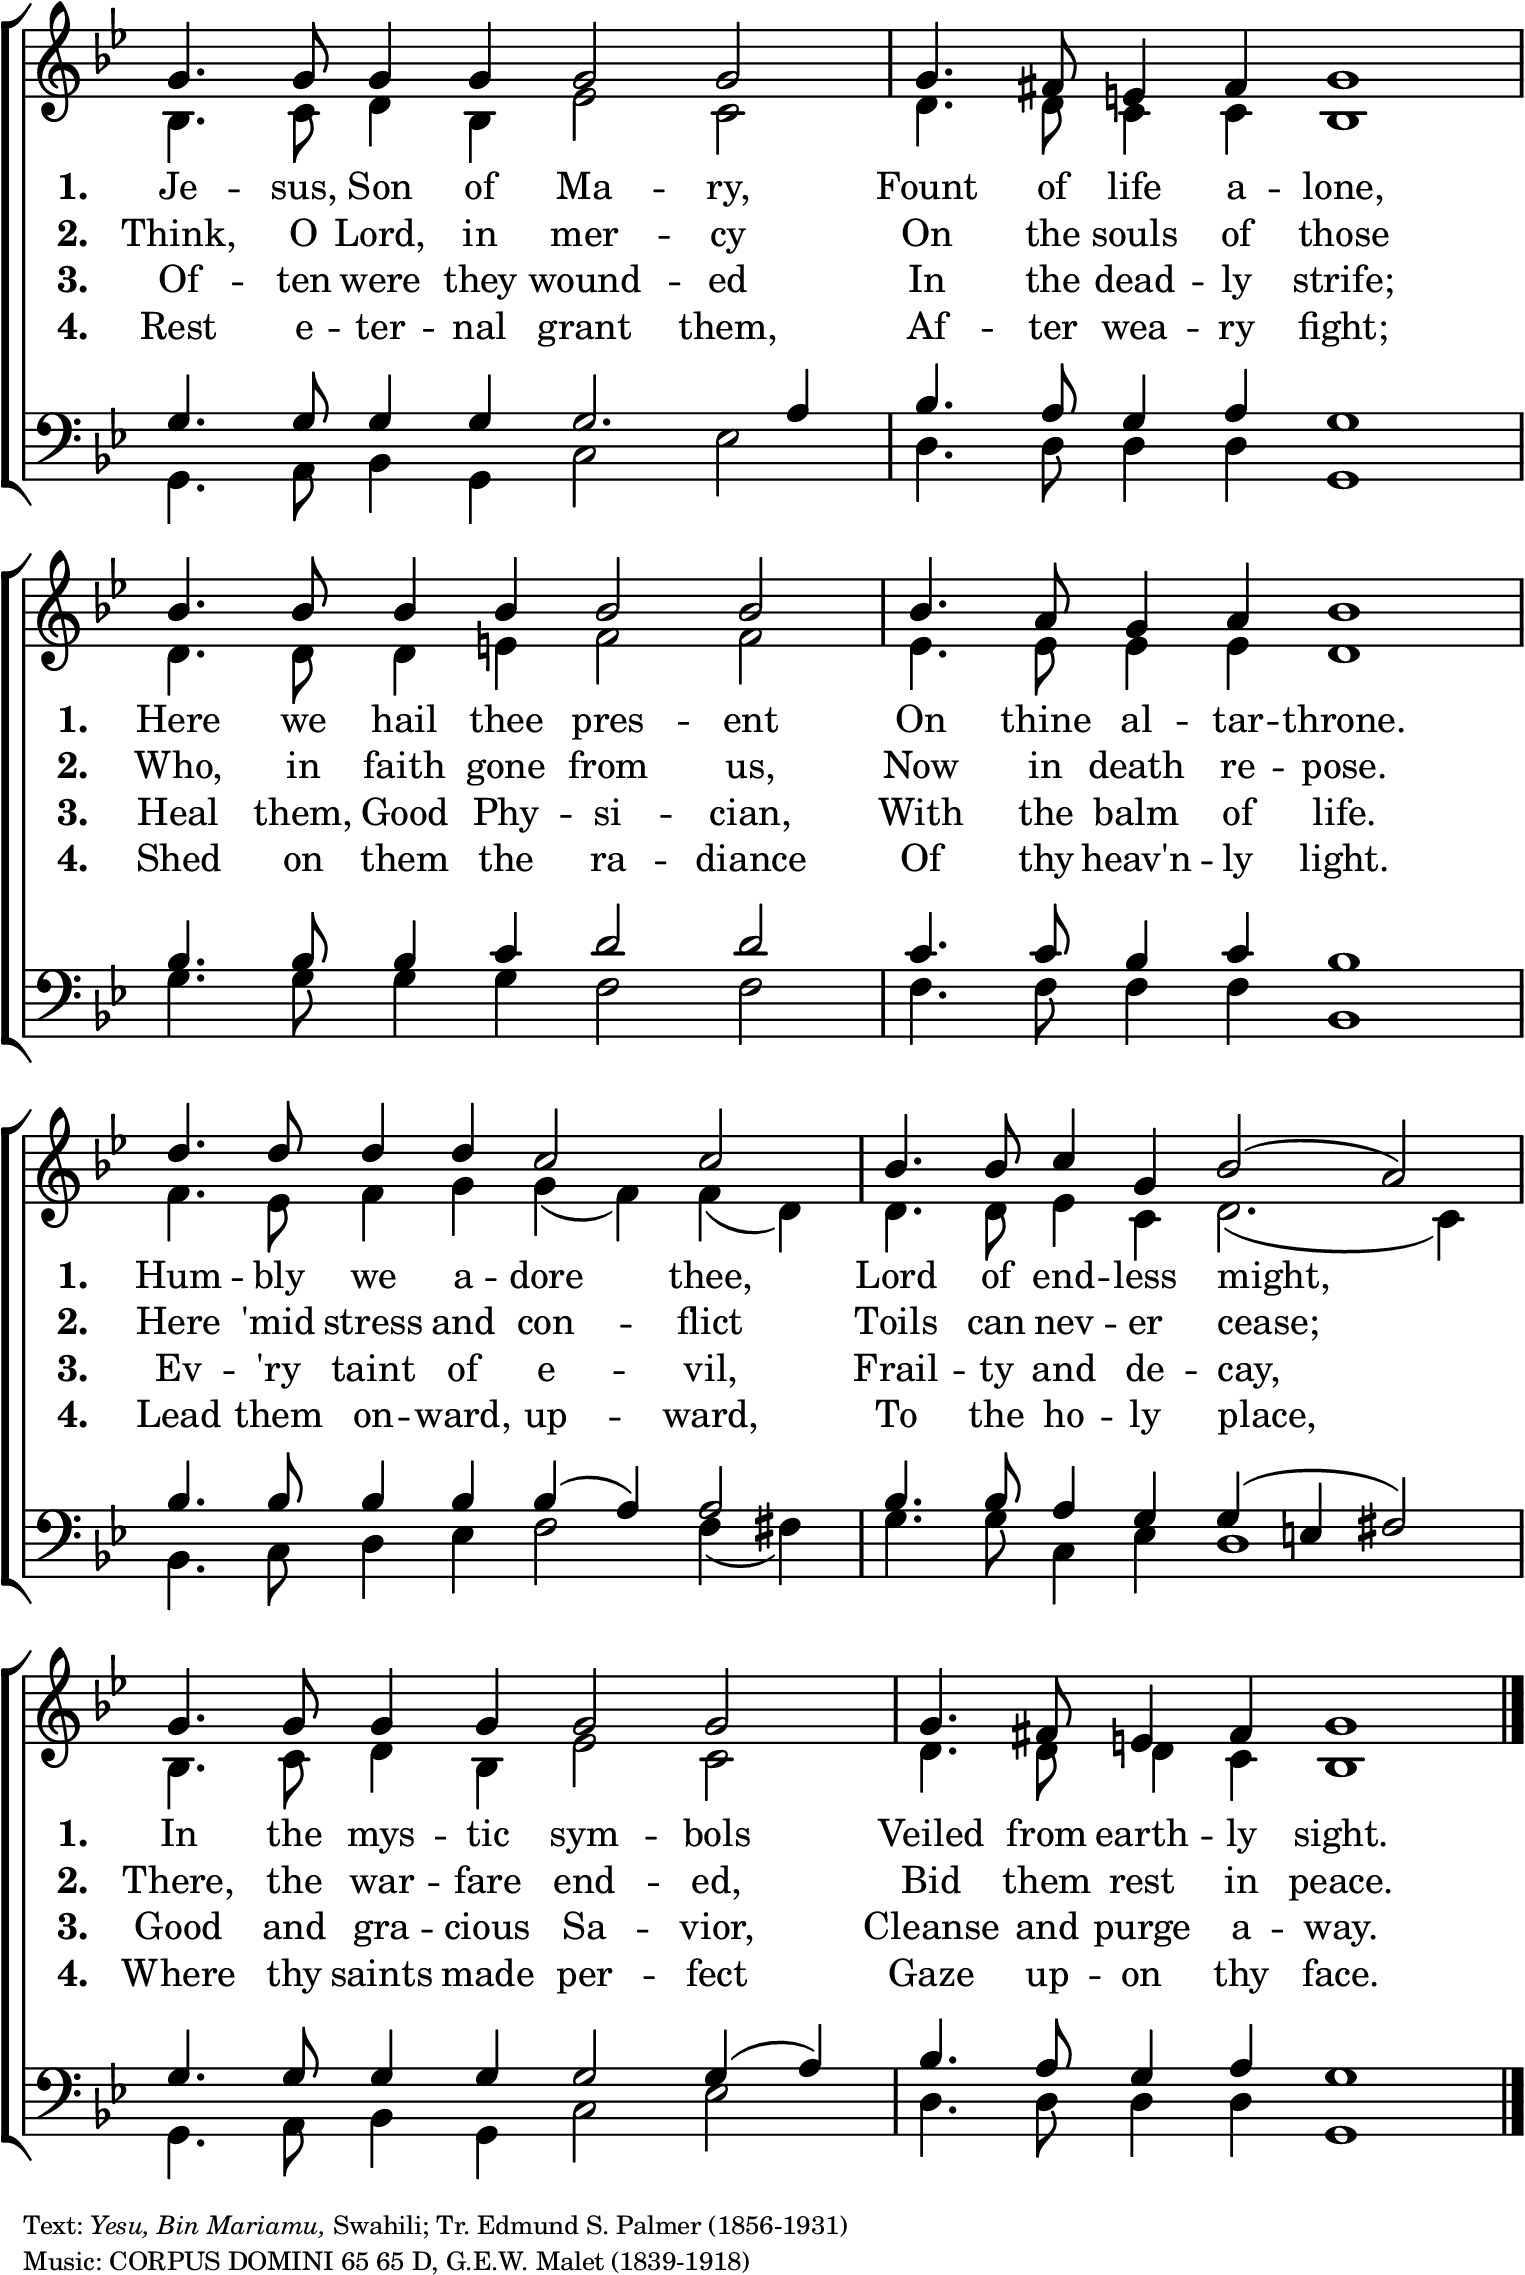 1. Je -- sus, Son of Ma -- ry, Fount of life a -- lone,
2. Think, O Lord, in mer -- cy On the souls of those
3. Of -- ten were they wound -- ed In the dead -- ly strife;
4. Rest e -- ter -- nal grant them, Af -- ter wea -- ry fight;
1. Here we hail thee pres -- ent On thine al -- tar -- throne.
2. Who, in faith gone from us, Now in death re -- pose.
3. Heal them, Good Phy -- si -- cian, With the balm of life.
4. Shed on them the ra -- diance Of thy heav'n -- ly light.
1. Hum -- bly we a -- dore thee, Lord of end -- less might,
2. Here 'mid stress and con -- flict Toils can nev -- er cease;
3. Ev -- 'ry taint of e -- vil, Frail -- ty and de -- cay,
4. Lead them on -- ward, up -- ward, To the ho -- ly place,
1. In the mys -- tic sym -- bols Veiled from earth -- ly sight.
2. There, the war -- fare end -- ed, Bid them rest in peace.
3. Good and gra -- cious Sa -- vior, Cleanse and purge a -- way.
4. Where thy saints made per -- fect Gaze up -- on thy face.
Text: Yesu, Bin Mariamu, Swahili; Tr. Edmund S. Palmer (1856-1931)
Music: CORPUS DOMINI 65 65 D, G.E.W. Malet (1839-1918)